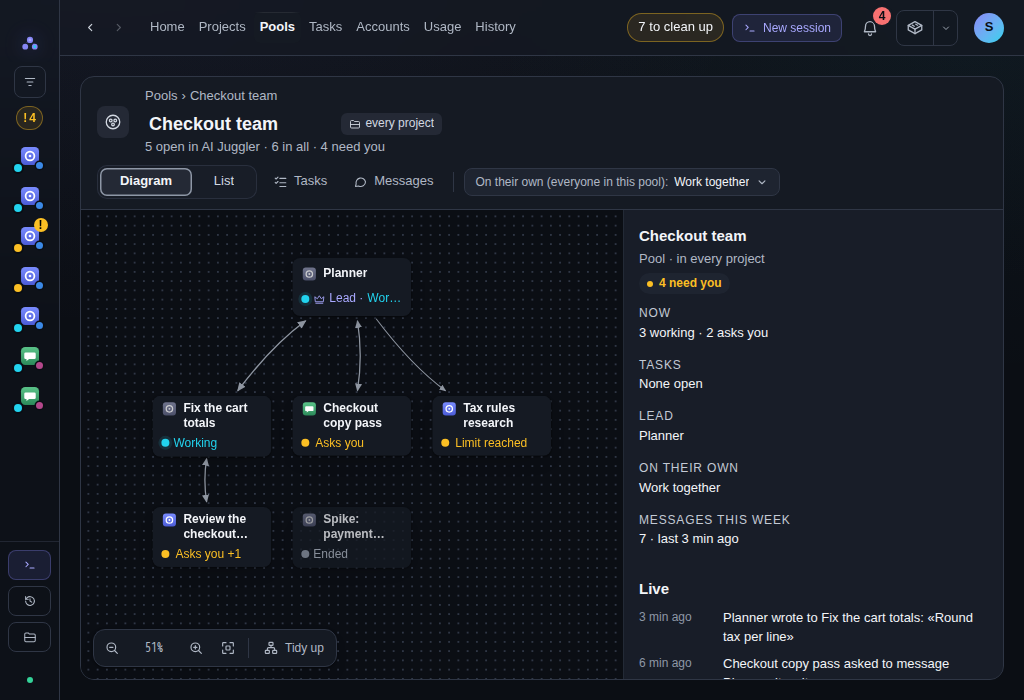 Home Projects Pools Tasks Accounts Usage History
7 to clean up
New session
4
S
!4
!
Pools › Checkout team
Checkout team
every project
5 open in AI Juggler · 6 in all · 4 need you
Diagram
List
Tasks
Messages
On their own (everyone in this pool): Work together
Planner
Lead · Wor…
Fix the cart
totals
Working
Checkout
copy pass
Asks you
Tax rules
research
Limit reached
Review the
checkout…
Asks you +1
Spike:
payment…
Ended
51%
Tidy up
Checkout team
Pool · in every project
4 need you
NOW
3 working · 2 asks you
TASKS
None open
LEAD
Planner
ON THEIR OWN
Work together
MESSAGES THIS WEEK
7 · last 3 min ago
Live
3 min ago
Planner wrote to Fix the cart totals: «Round
tax per line»
6 min ago
Checkout copy pass asked to message